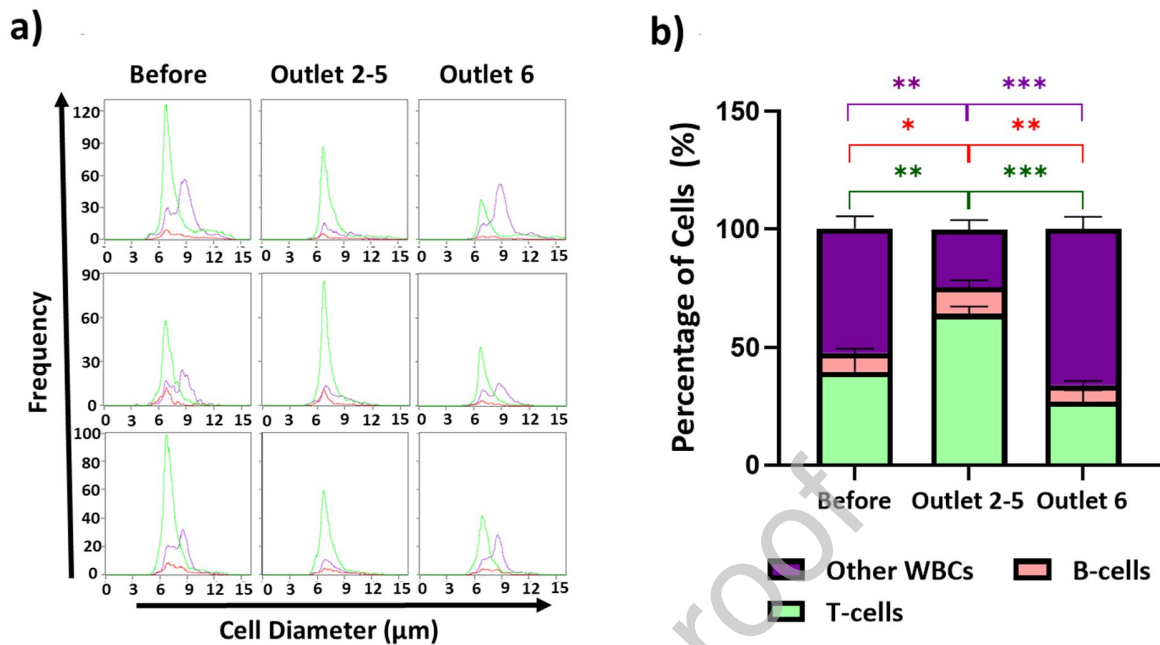 a)
Before Outlet 2-5 Outlet 6
120
90
60
30
0
0 3 6 9 12 15 0 3 6 9 12 15 0 3 6 9 12 15
90
60
30
0
0 3 6 9 12 15 0 3 6 9 12 15 0 3 6 9 12 15
100
80
60
40
20
0
0 3 6 9 12 15 0 3 6 9 12 15 0 3 6 9 12 15
Frequency
Cell Diameter (µm)
b)
** ***
* **
** ***
150
100
50
0
Percentage of Cells (%)
Before Outlet 2-5 Outlet 6
Other WBCs B-cells
T-cells
roof